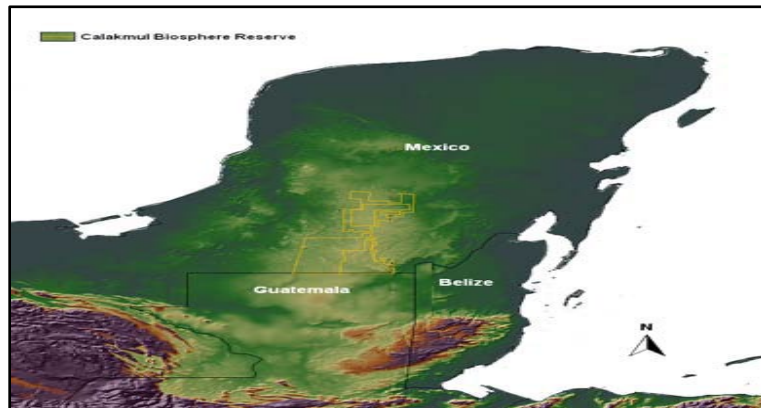 Calakmul Biosphere Reserve
Mexico
Guatemala
Belize
N